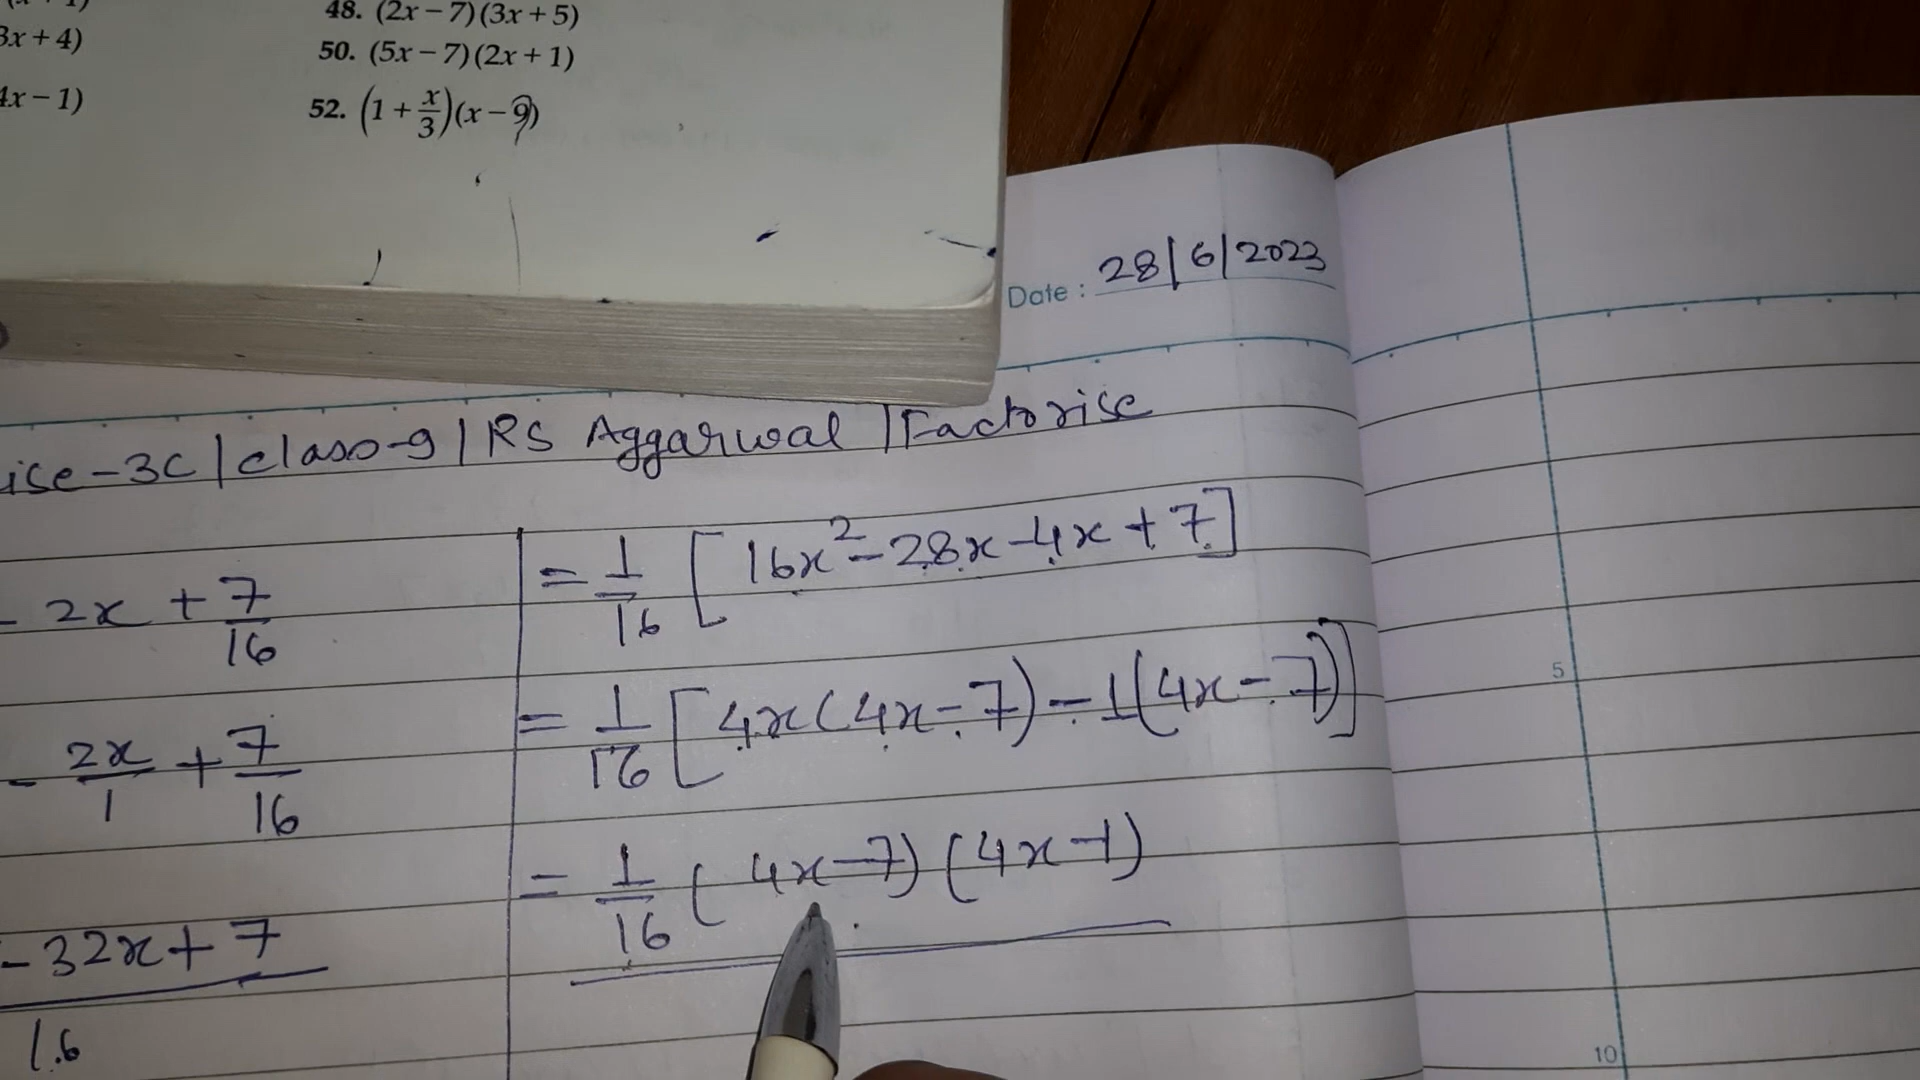 3x + 4)
48. (2x – 7)(3x + 5)
50. (5x – 7)(2x + 1)
4x – 1)
52. (1 + x/3)(x – 9)
Date : 28/6/2023
ise-3C | class-9 | RS Aggarwal | Factorise
- 2x + 7/16
- 2x/1 + 7/16
- 32x + 7
16
= 1/16 [16x² - 28x - 4x + 7]
= 1/16 [4x(4x - 7) - 1(4x - 7)]
= 1/16 (4x - 7)(4x - 1)
5
10